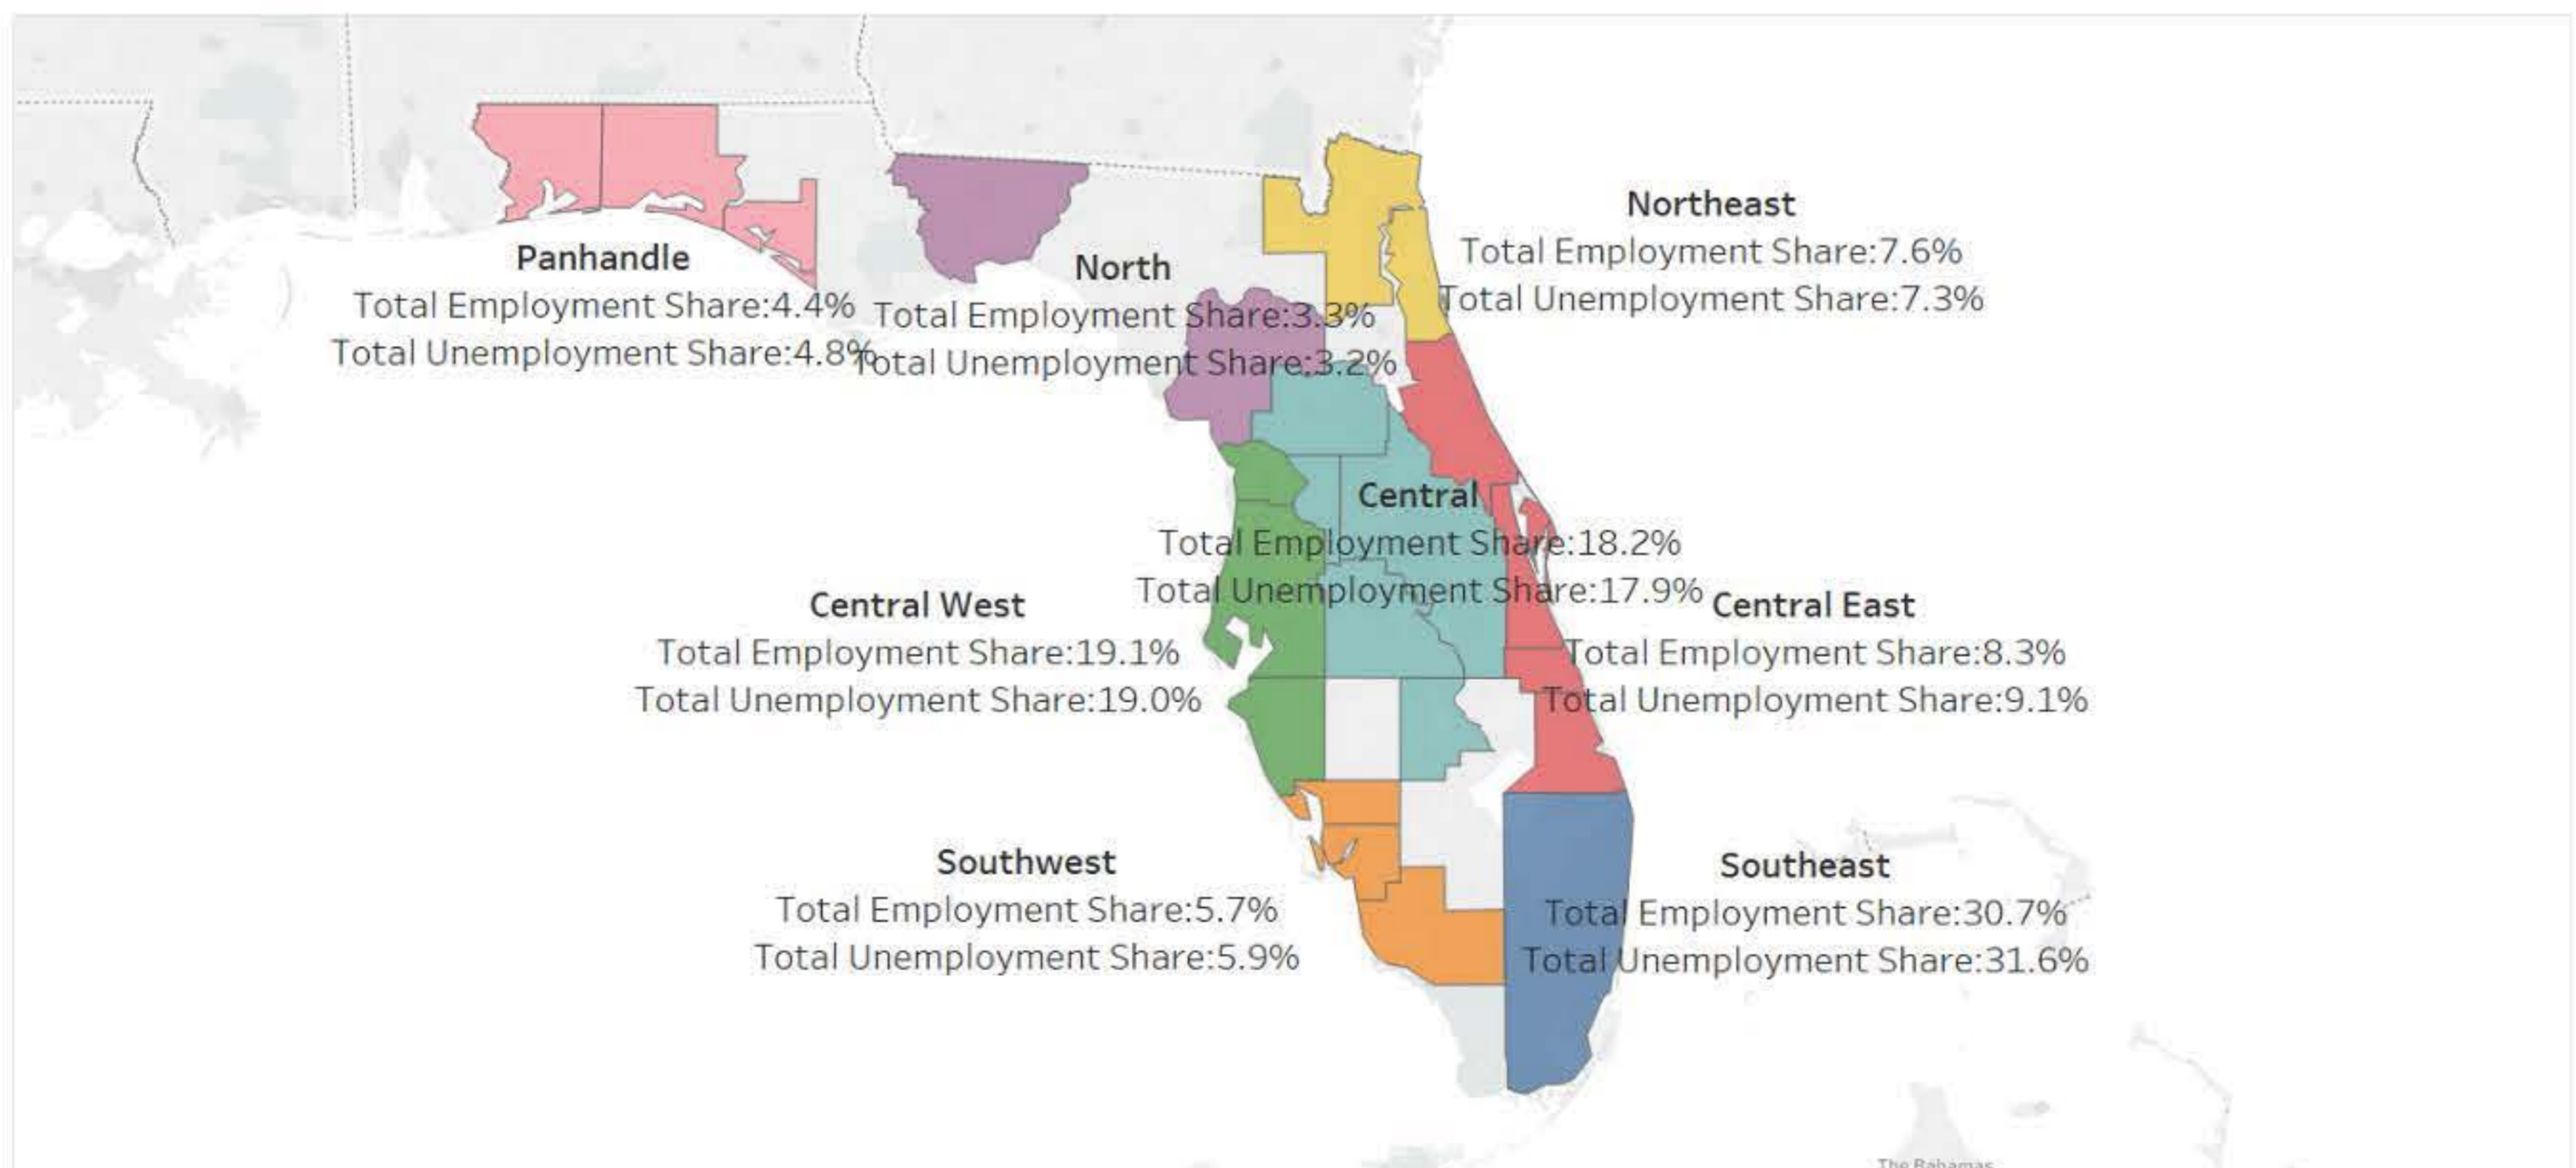 Northeast
Total Employment Share:7.6%
Total Unemployment Share:7.3%
Panhandle
Total Employment Share:4.4%
Total Unemployment Share:4.8%
North
Total Employment Share:3.3%
Total Unemployment Share:3.2%
Central
Total Employment Share:18.2%
Total Unemployment Share:17.9%
Central West
Total Employment Share:19.1%
Total Unemployment Share:19.0%
Central East
Total Employment Share:8.3%
Total Unemployment Share:9.1%
Southwest
Total Employment Share:5.7%
Total Unemployment Share:5.9%
Southeast
Total Employment Share:30.7%
Total Unemployment Share:31.6%
The Bahamas